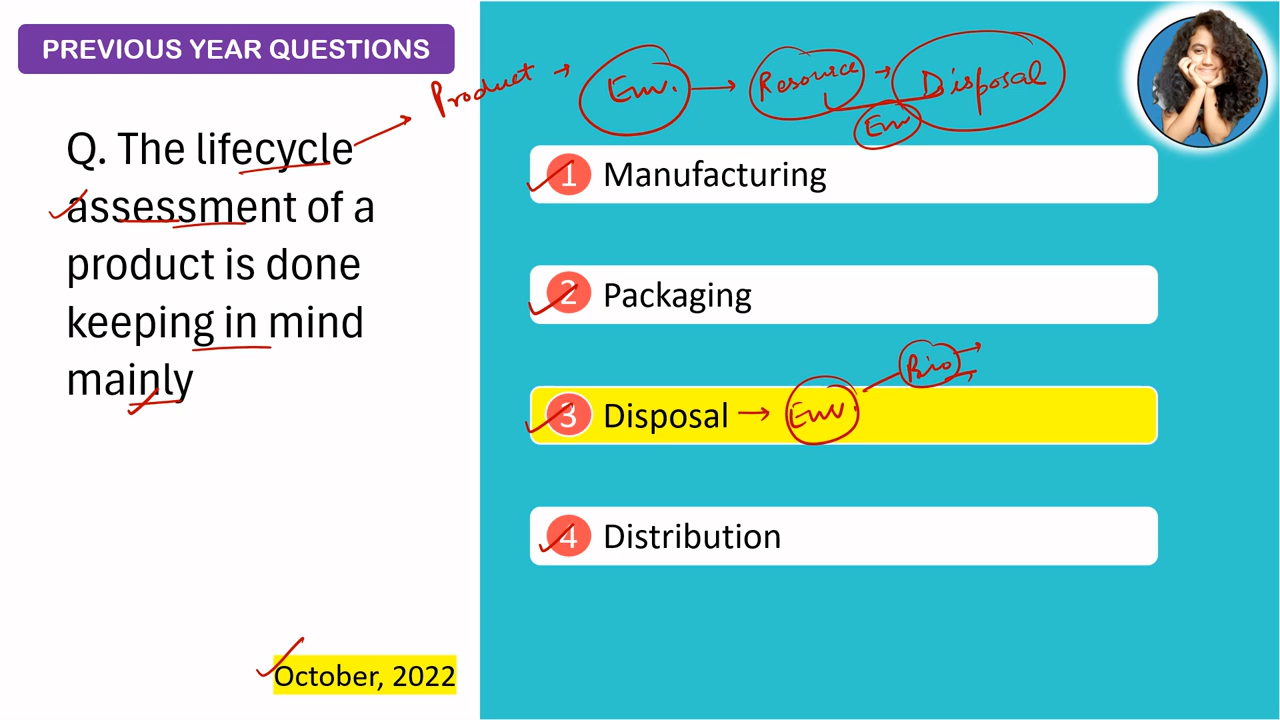 PREVIOUS YEAR QUESTIONS
Product → Env. → Resource → Disposal
Env
Q. The lifecycle
assessment of a
product is done
keeping in mind
mainly
1 Manufacturing
2 Packaging
Bio
3 Disposal → Env.
4 Distribution
October, 2022